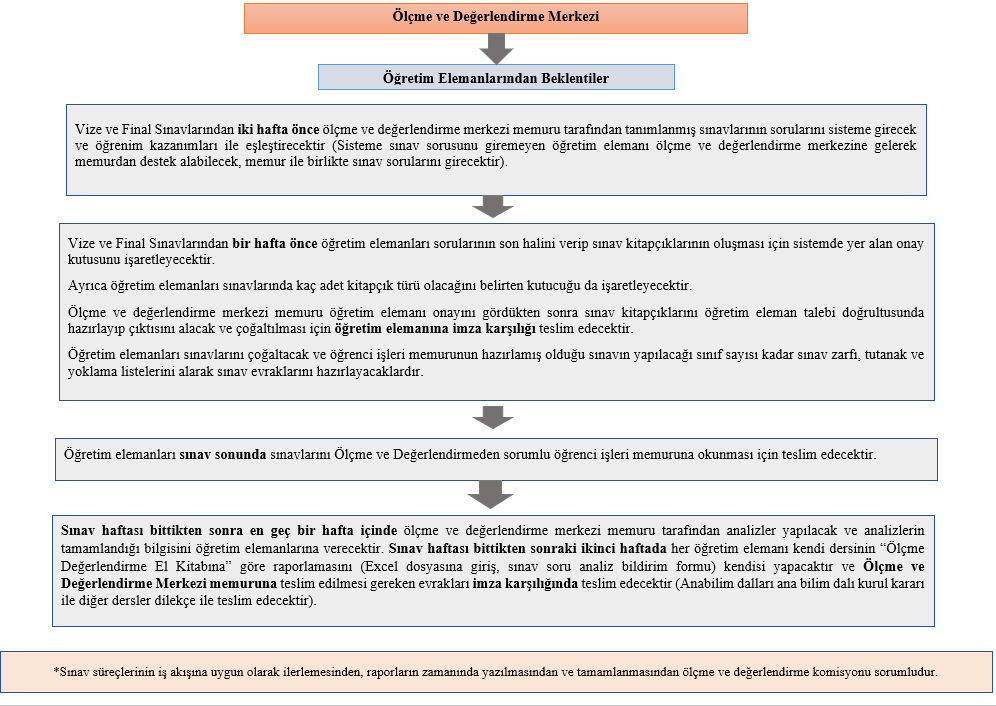 Ölçme ve Değerlendirme Merkezi
Öğretim Elemanlarından Beklentiler
Vize ve Final Sınavlarından iki hafta önce ölçme ve değerlendirme merkezi memuru tarafından tanımlanmış sınavlarının sorularını sisteme girecek
ve öğrenim kazanımları ile eşleştirecektir (Sisteme sınav sorusunu giremeyen öğretim elemanı ölçme ve değerlendirme merkezine gelerek
memurdan destek alabilecek, memur ile birlikte sınav sorularını girecektir).
Vize ve Final Sınavlarından bir hafta önce öğretim elemanları sorularının son halini verip sınav kitapçıklarının oluşması için sistemde yer alan onay
kutusunu işaretleyecektir.
Ayrıca öğretim elemanları sınavlarında kaç adet kitapçık türü olacağını belirten kutucuğu da işaretleyecektir.
Ölçme ve değerlendirme merkezi memuru öğretim elemanı onayını gördükten sonra sınav kitapçıklarını öğretim eleman talebi doğrultusunda
hazırlayıp çıktısını alacak ve çoğaltılması için öğretim elemanına imza karşılığı teslim edecektir.
Öğretim elemanları sınavlarını çoğaltacak ve öğrenci işleri memurunun hazırlamış olduğu sınavın yapılacağı sınıf sayısı kadar sınav zarfı, tutanak ve
yoklama listelerini alarak sınav evraklarını hazırlayacaklardır.
Öğretim elemanları sınav sonunda sınavlarını Ölçme ve Değerlendirmeden sorumlu öğrenci işleri memuruna okunması için teslim edecektir.
Sınav haftası bittikten sonra en geç bir hafta içinde ölçme ve değerlendirme merkezi memuru tarafından analizler yapılacak ve analizlerin
tamamlandığı bilgisini öğretim elemanlarına verecektir. Sınav haftası bittikten sonraki ikinci haftada her öğretim elemanı kendi dersinin “Ölçme
Değerlendirme El Kitabına” göre raporlamasını (Excel dosyasına giriş, sınav soru analiz bildirim formu) kendisi yapacaktır ve Ölçme ve
Değerlendirme Merkezi memuruna teslim edilmesi gereken evrakları imza karşılığında teslim edecektir (Anabilim dalları ana bilim dalı kurul kararı
ile diğer dersler dilekçe ile teslim edecektir).
*Sınav süreçlerinin iş akışına uygun olarak ilerlemesinden, raporların zamanında yazılmasından ve tamamlanmasından ölçme ve değerlendirme komisyonu sorumludur.